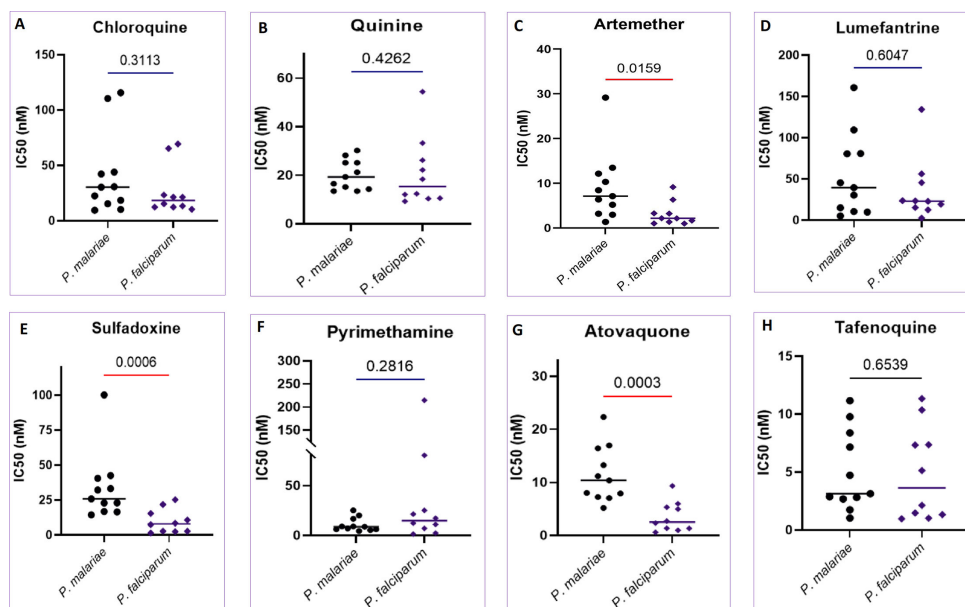 A
Chloroquine
0.3113
150
100
50
0
IC50 (nM)
P. malariae
P. falciparum
B
Quinine
0.4262
60
40
20
0
IC50 (nM)
P. malariae
P. falciparum
C
Artemether
0.0159
40
30
20
10
0
IC50 (nM)
P. malariae
P. falciparum
D
Lumefantrine
0.6047
200
150
100
50
0
IC50 (nM)
P. malariae
P. falciparum
E
Sulfadoxine
0.0006
100
75
50
25
0
IC50 (nM)
P. malariae
P. falciparum
F
Pyrimethamine
0.2816
300
250
200
150
50
0
IC50 (nM)
P. malariae
P. falciparum
G
Atovaquone
0.0003
30
20
10
0
IC50 (nM)
P. malariae
P. falciparum
H
Tafenoquine
0.6539
15
10
5
0
IC50 (nM)
P. malariae
P. falciparum